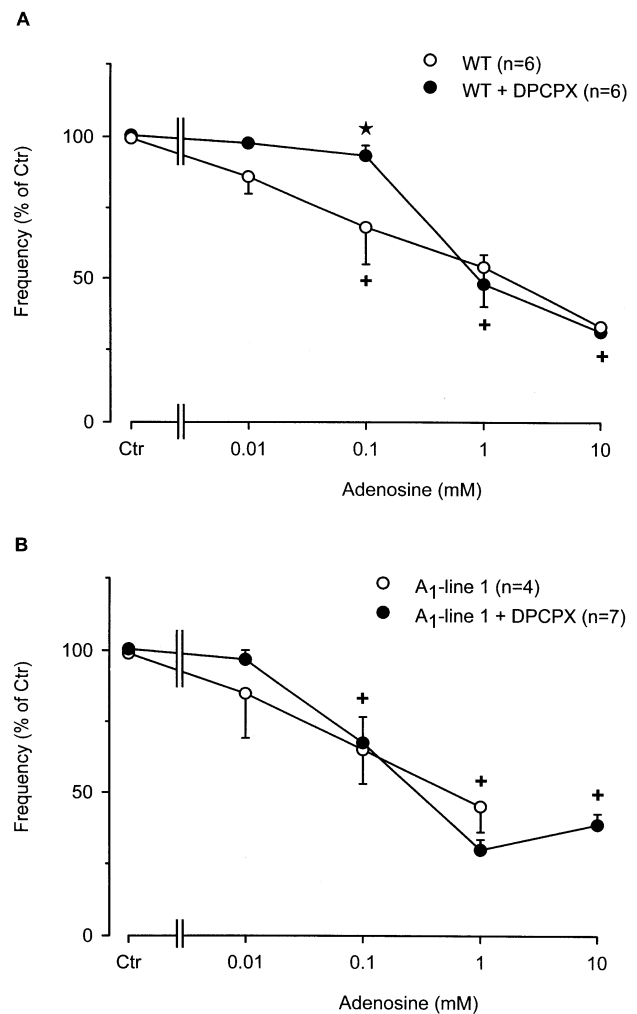 A
WT (n=6)
WT + DPCPX (n=6)
100
50
0
Frequency (% of Ctr)
★
+
+
+
Ctr
0.01
0.1
1
10
Adenosine (mM)
B
A1-line 1 (n=4)
A1-line 1 + DPCPX (n=7)
100
50
0
Frequency (% of Ctr)
+
+
+
Ctr
0.01
0.1
1
10
Adenosine (mM)